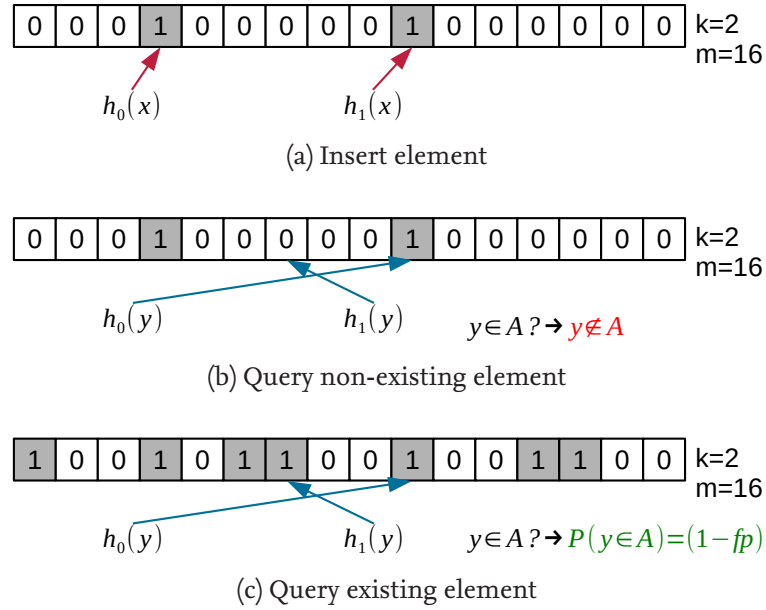 0 0 0 1 0 0 0 0 0 1 0 0 0 0 0 0 k=2
m=16
h₀(x) h₁(x)
(a) Insert element
0 0 0 1 0 0 0 0 0 1 0 0 0 0 0 0 k=2
m=16
h₀(y) h₁(y) y∈A?→y∉A
(b) Query non-existing element
1 0 0 1 0 1 1 0 0 1 0 0 1 1 0 0 k=2
m=16
h₀(y) h₁(y) y∈A?→P(y∈A)=(1−fp)
(c) Query existing element